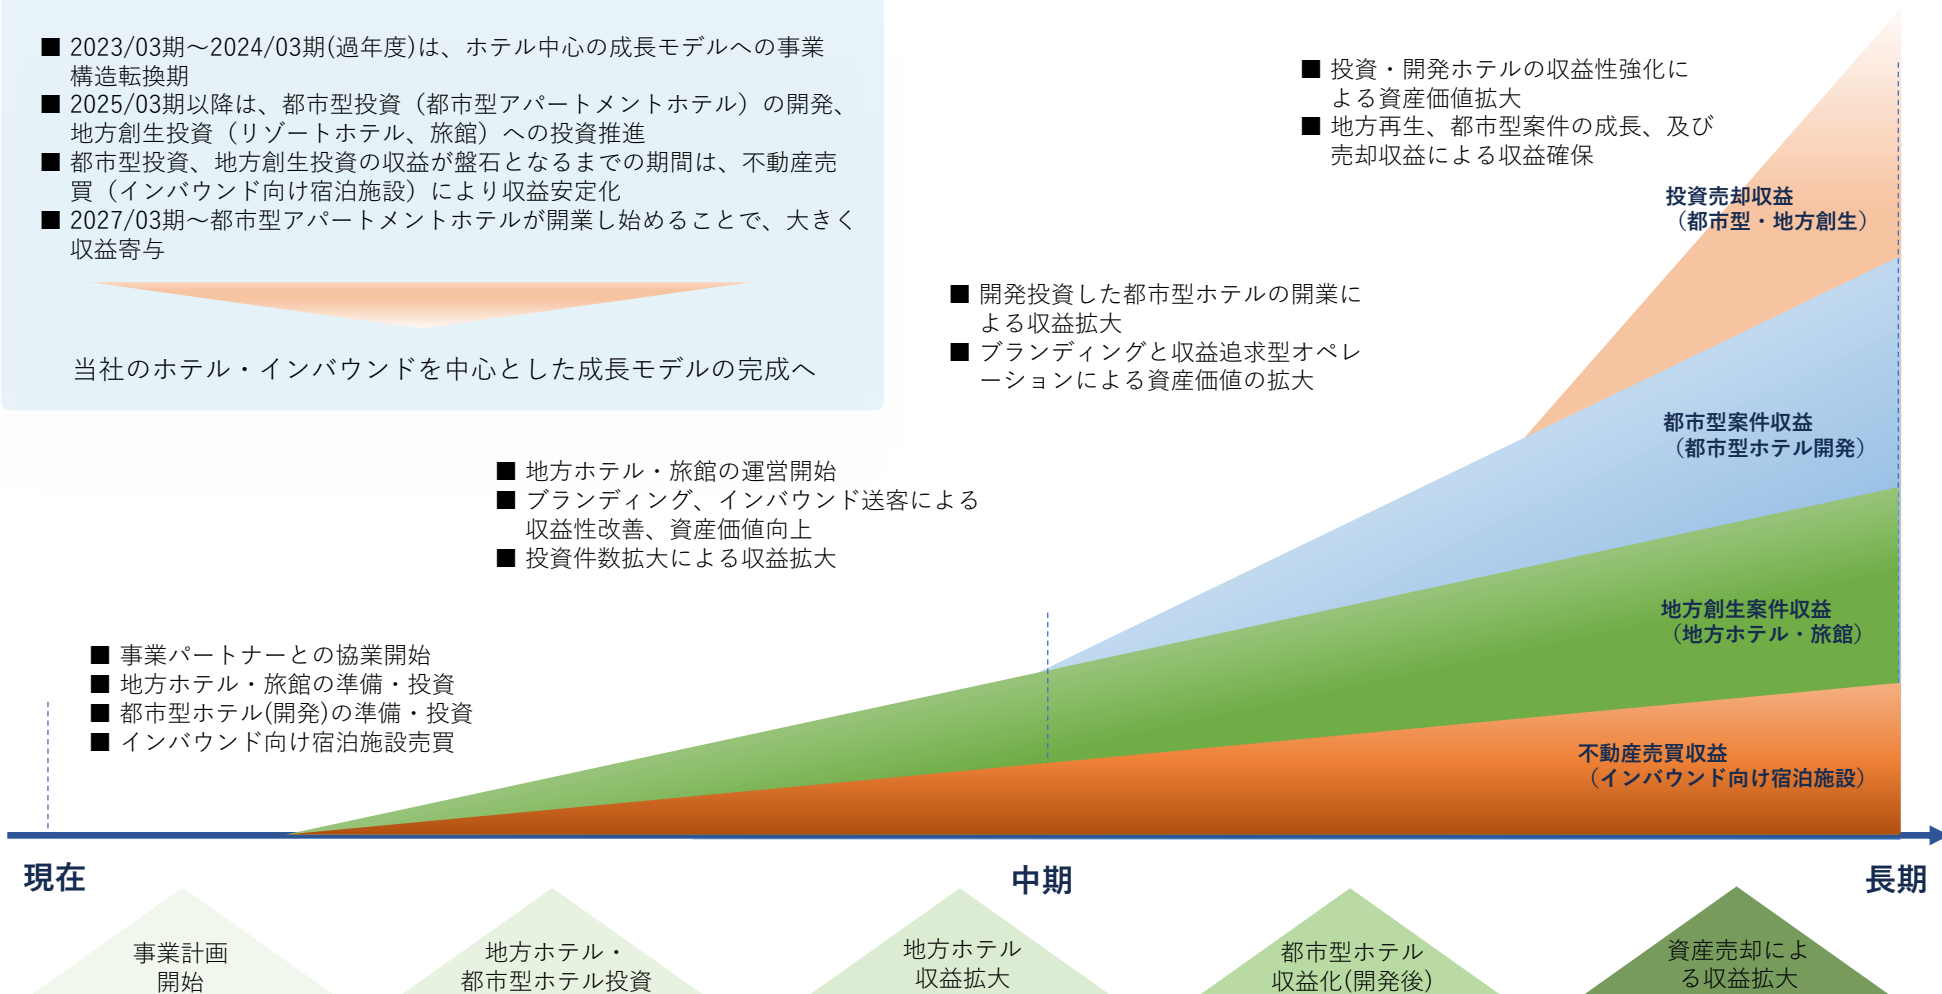 ■ 2023/03期～2024/03期(過年度)は、ホテル中心の成長モデルへの事業
構造転換期
■ 2025/03期以降は、都市型投資（都市型アパートメントホテル）の開発、
地方創生投資（リゾートホテル、旅館）への投資推進
■ 都市型投資、地方創生投資の収益が盤石となるまでの期間は、不動産売
買（インバウンド向け宿泊施設）により収益安定化
■ 2027/03期～都市型アパートメントホテルが開業し始めることで、大きく
収益寄与
当社のホテル・インバウンドを中心とした成長モデルの完成へ
■ 投資・開発ホテルの収益性強化に
よる資産価値拡大
■ 地方再生、都市型案件の成長、及び
売却収益による収益確保
投資売却収益
（都市型・地方創生）
■ 開発投資した都市型ホテルの開業に
よる収益拡大
■ ブランディングと収益追求型オペレ
ーションによる資産価値の拡大
都市型案件収益
（都市型ホテル開発）
■ 地方ホテル・旅館の運営開始
■ ブランディング、インバウンド送客による
収益性改善、資産価値向上
■ 投資件数拡大による収益拡大
地方創生案件収益
（地方ホテル・旅館）
■ 事業パートナーとの協業開始
■ 地方ホテル・旅館の準備・投資
■ 都市型ホテル(開発)の準備・投資
■ インバウンド向け宿泊施設売買
不動産売買収益
（インバウンド向け宿泊施設）
現在
中期
長期
事業計画
開始
地方ホテル・
都市型ホテル投資
地方ホテル
収益拡大
都市型ホテル
収益化(開発後)
資産売却によ
る収益拡大